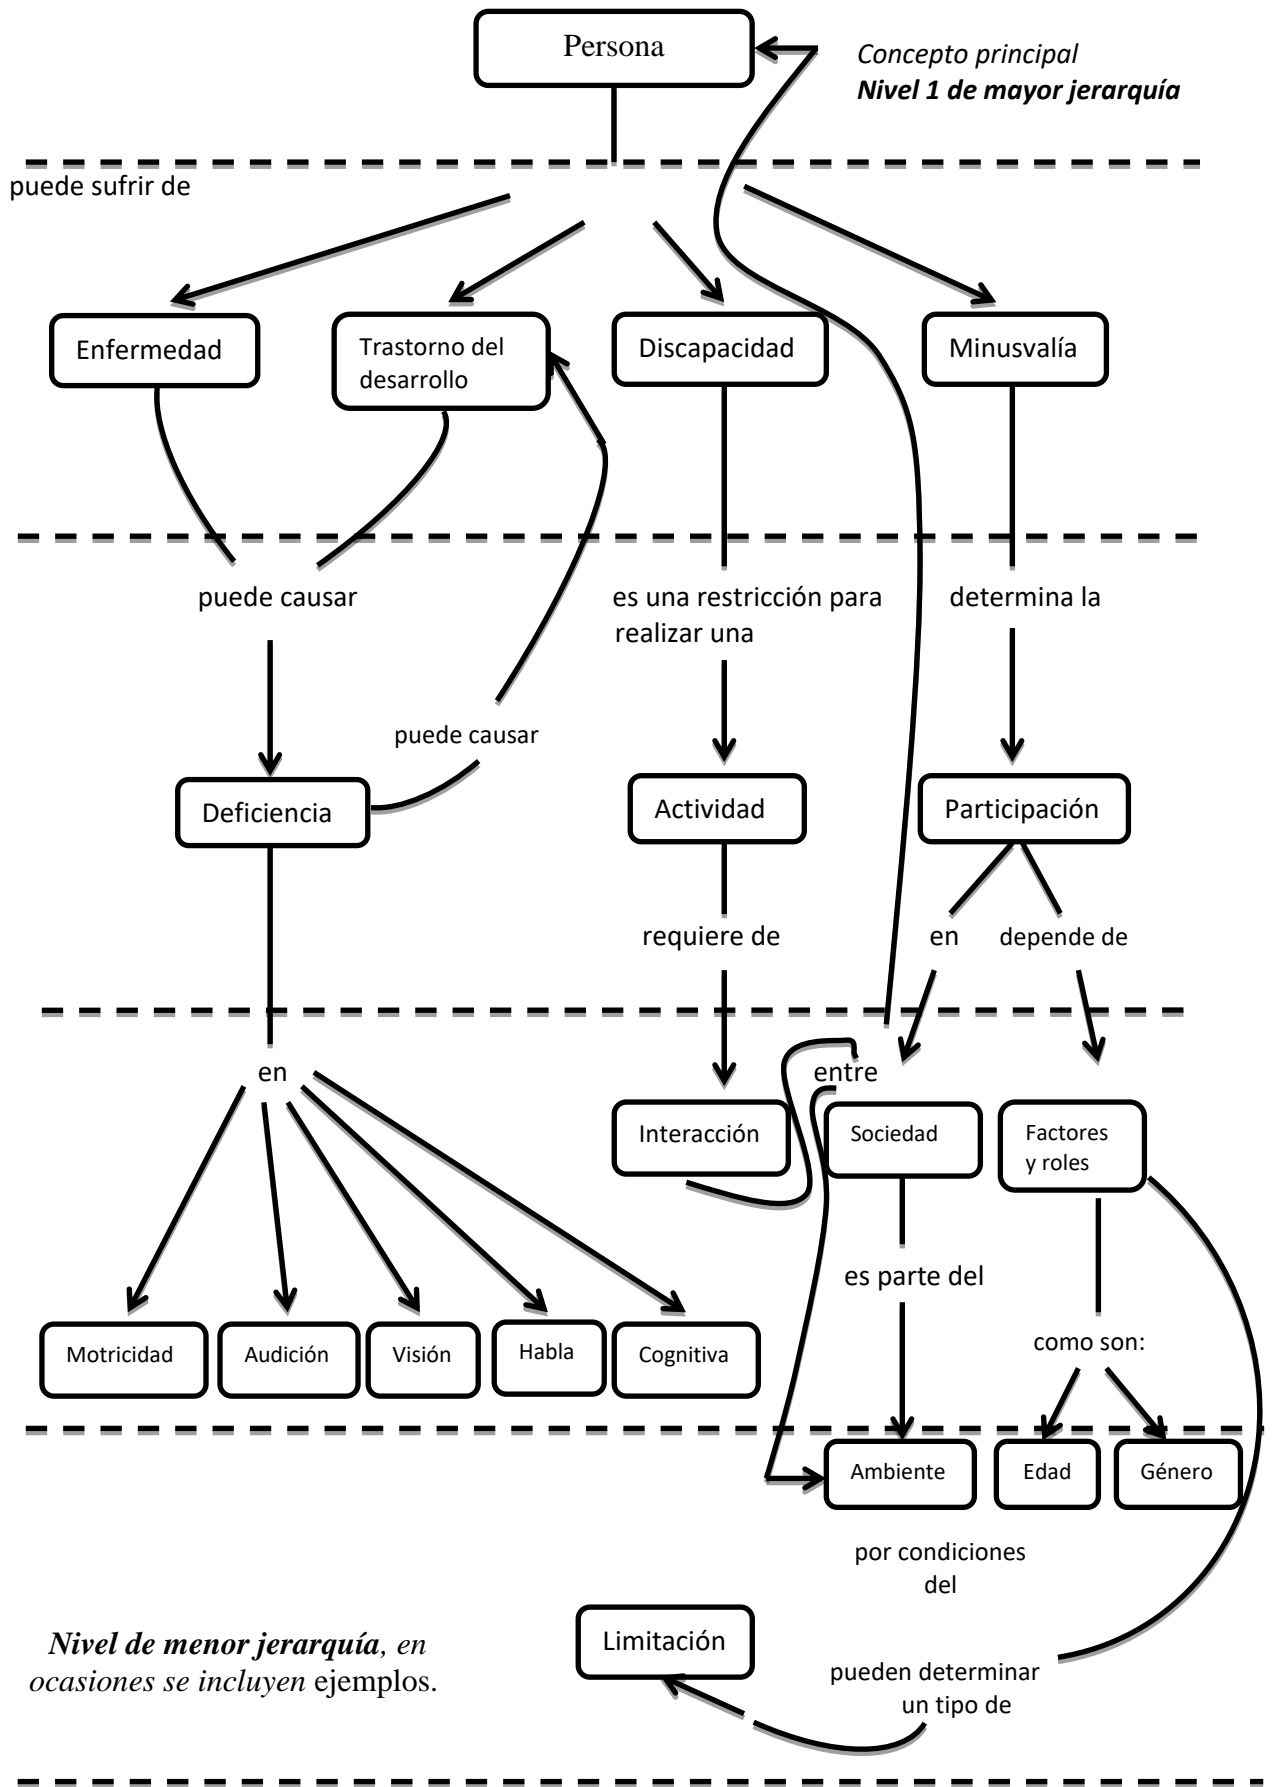 Persona
Concepto principal
Nivel 1 de mayor jerarquía
puede sufrir de
Enfermedad
Trastorno del
desarrollo
Discapacidad
Minusvalía
puede causar
es una restricción para
realizar una
determina la
puede causar
Deficiencia
Actividad
Participación
requiere de
en
depende de
en
entre
Interacción
Sociedad
Factores
y roles
es parte del
como son:
Motricidad
Audición
Visión
Habla
Cognitiva
Ambiente
Edad
Género
por condiciones
del
Nivel de menor jerarquía, en
ocasiones se incluyen ejemplos.
Limitación
pueden determinar
un tipo de